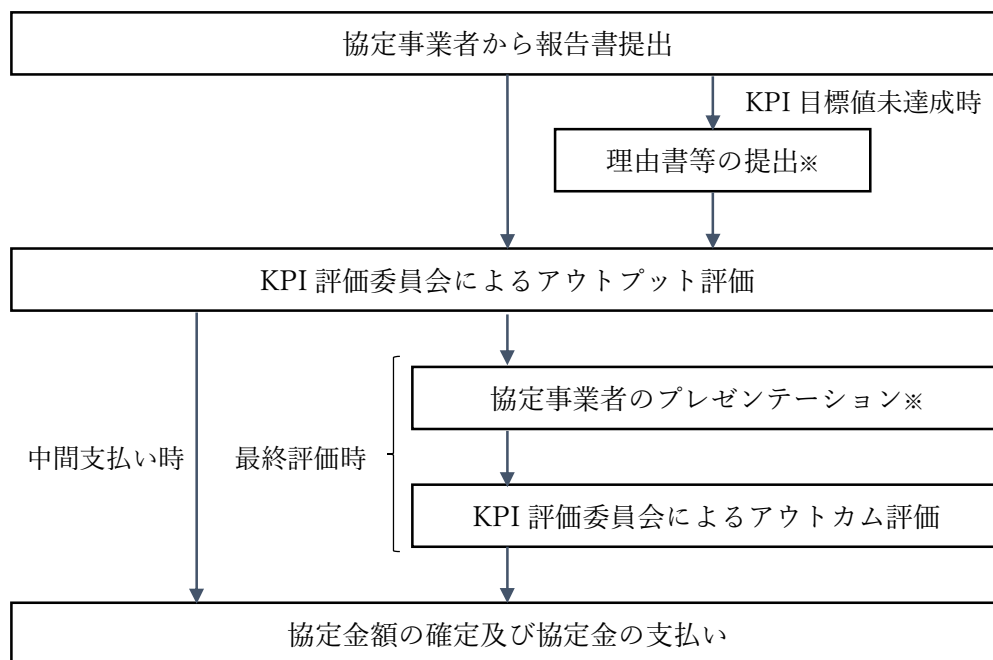 協定事業者から報告書提出
KPI 目標値未達成時
理由書等の提出※
KPI 評価委員会によるアウトプット評価
協定事業者のプレゼンテーション※
中間支払い時
最終評価時
KPI 評価委員会によるアウトカム評価
協定金額の確定及び協定金の支払い